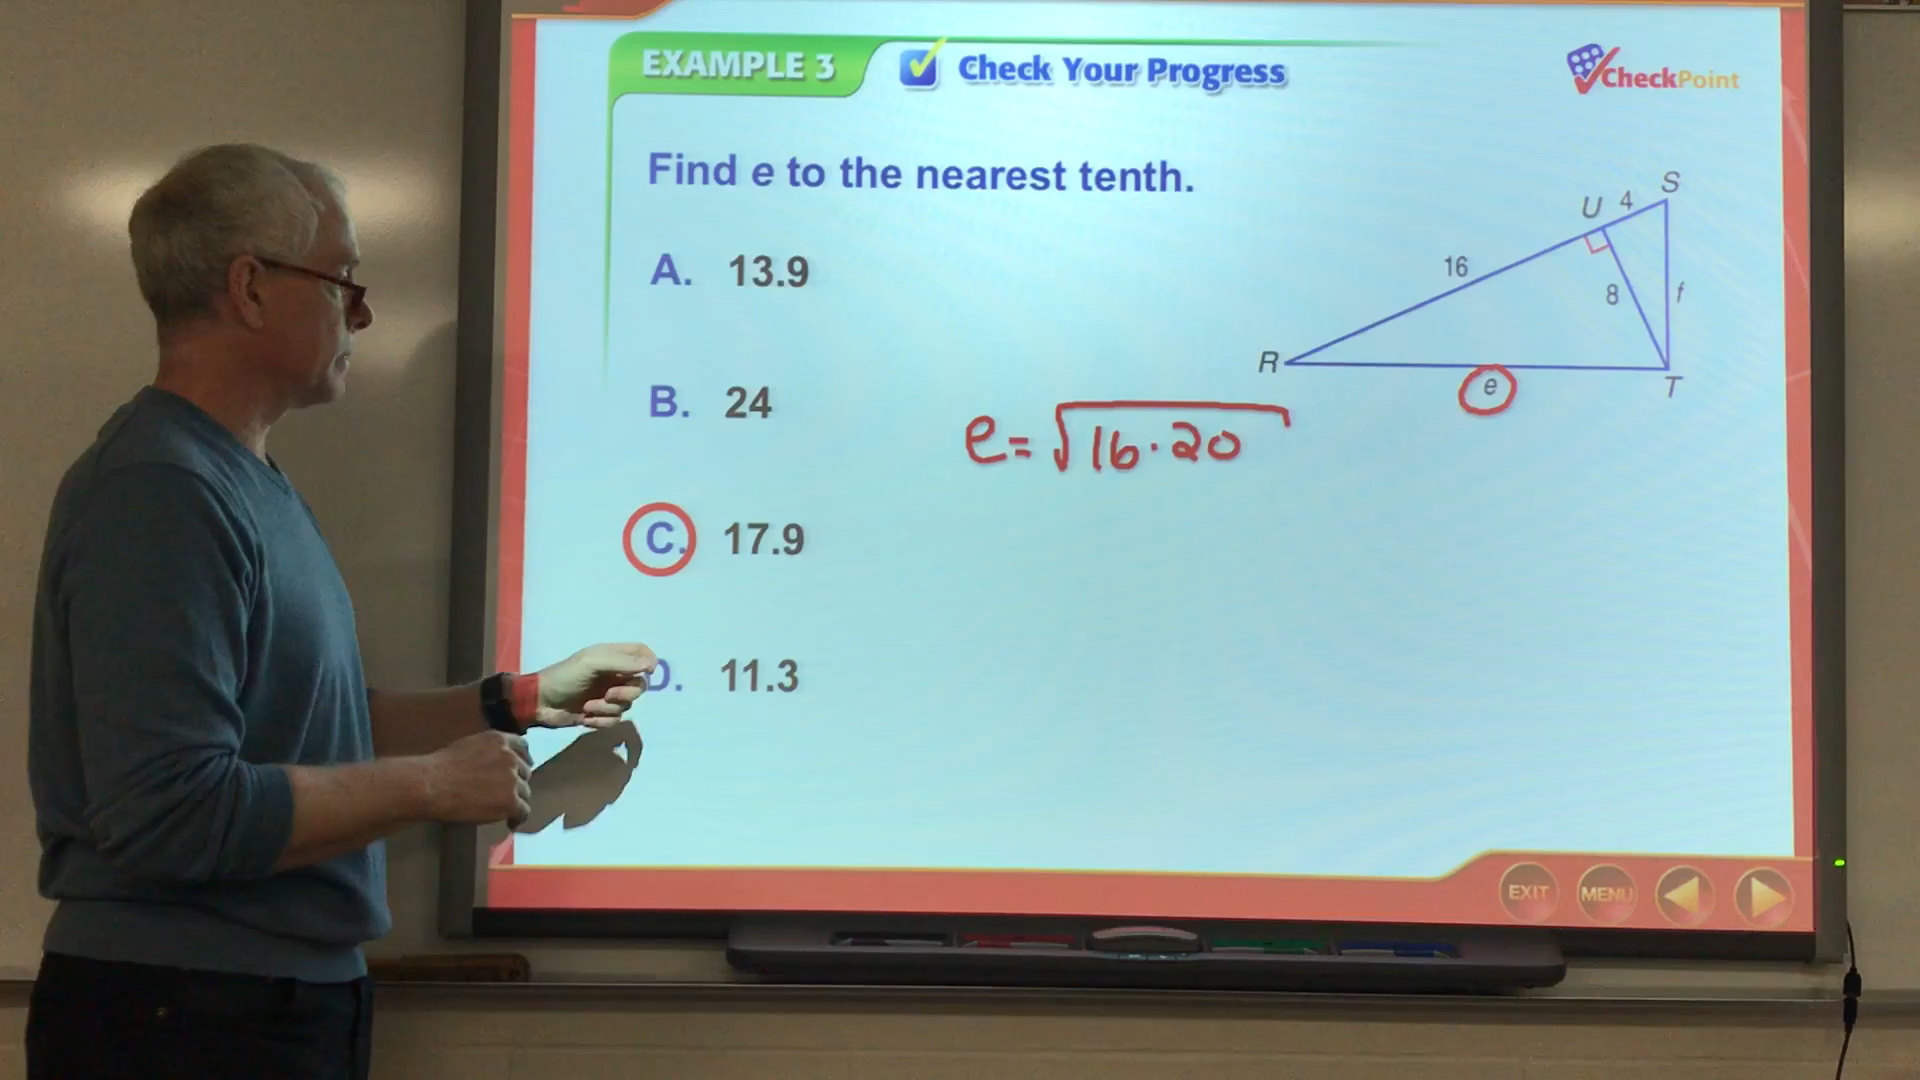 EXAMPLE 3 Check Your Progress
CheckPoint
Find e to the nearest tenth.
A. 13.9
B. 24
C. 17.9
D. 11.3
S
U 4
16
8 f
R
e
T
e = √16·20
EXIT MENU